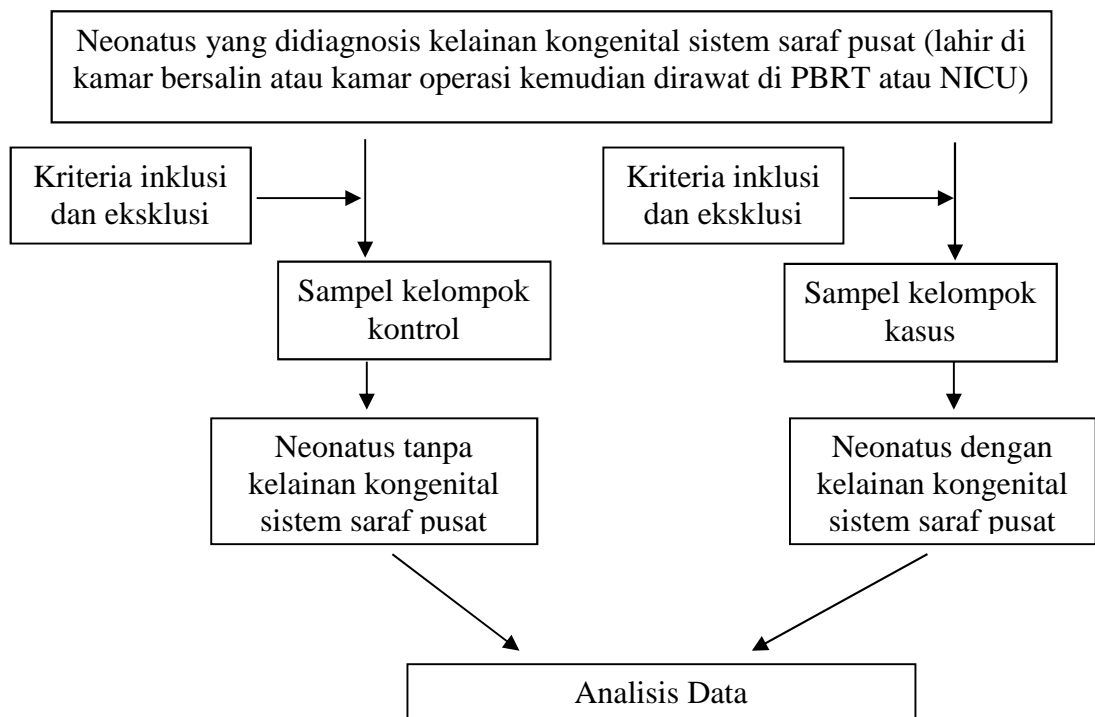 Neonatus yang didiagnosis kelainan kongenital sistem saraf pusat (lahir di
kamar bersalin atau kamar operasi kemudian dirawat di PBRT atau NICU)
Kriteria inklusi
dan eksklusi
Kriteria inklusi
dan eksklusi
Sampel kelompok
kontrol
Sampel kelompok
kasus
Neonatus tanpa
kelainan kongenital
sistem saraf pusat
Neonatus dengan
kelainan kongenital
sistem saraf pusat
Analisis Data